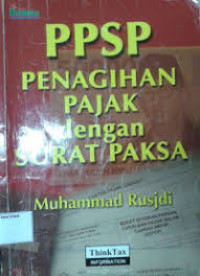 PPSP
PENAGIHAN
PAJAK
dengan
SURAT PAKSA
Muhammad Rusjdi
ThinkTax
INFORMATION